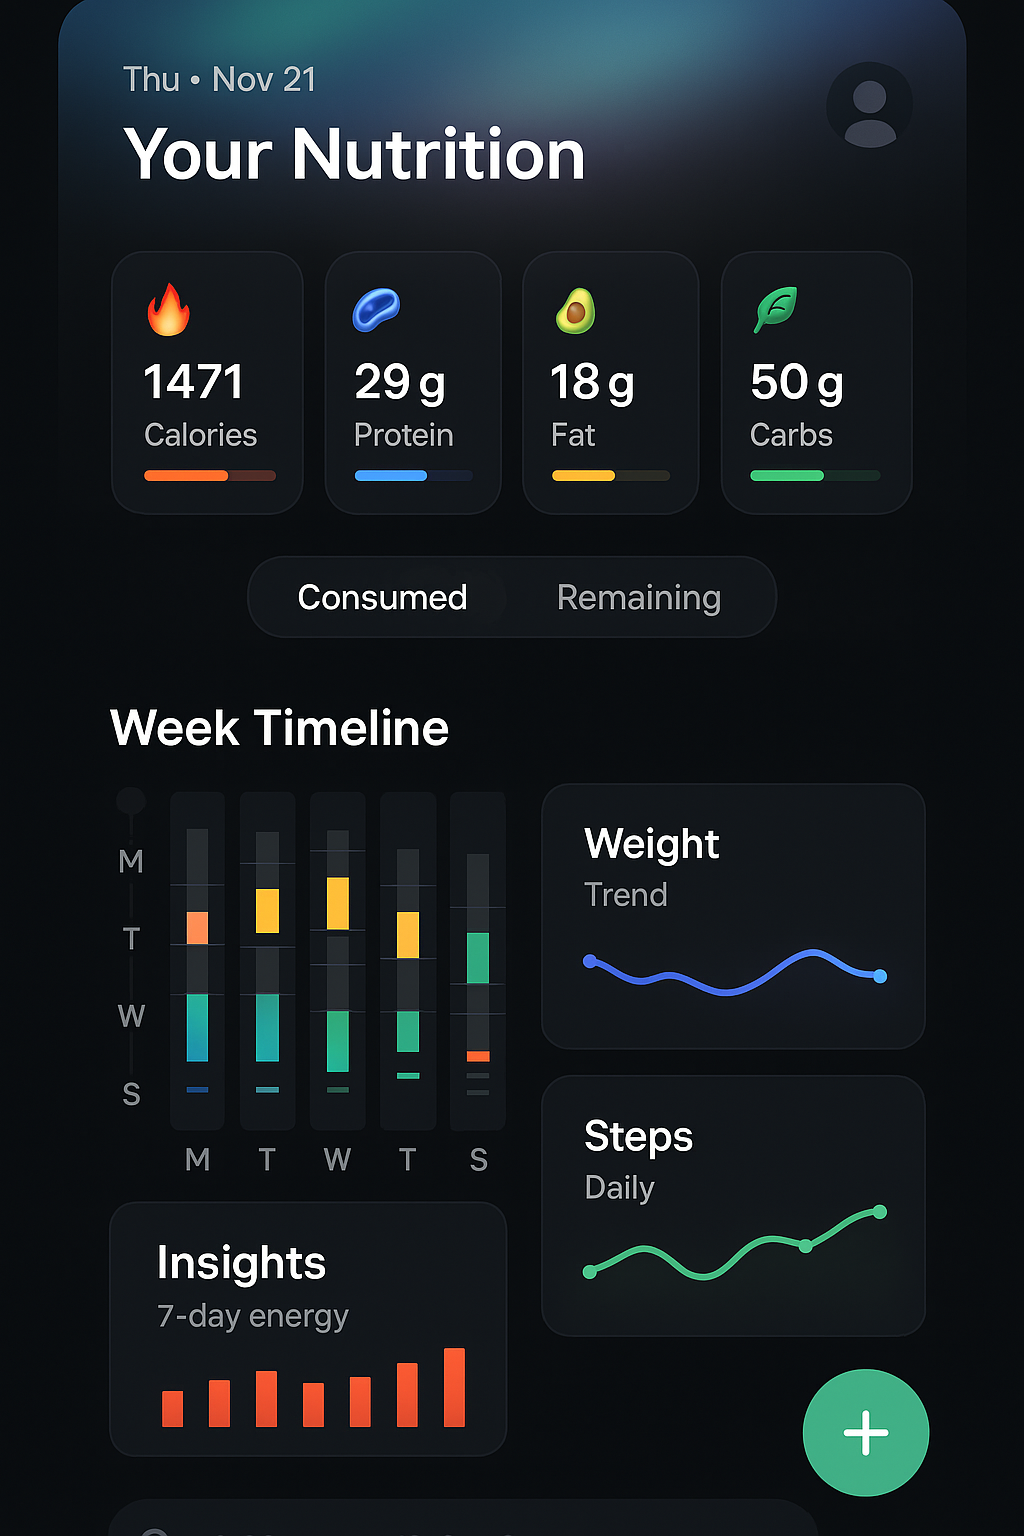 Thu • Nov 21
Your Nutrition
1471
Calories
29 g
Protein
18 g
Fat
50 g
Carbs
Consumed
Remaining
Week Timeline
M
T
W
S
M T W T S
Weight
Trend
Steps
Daily
Insights
7-day energy